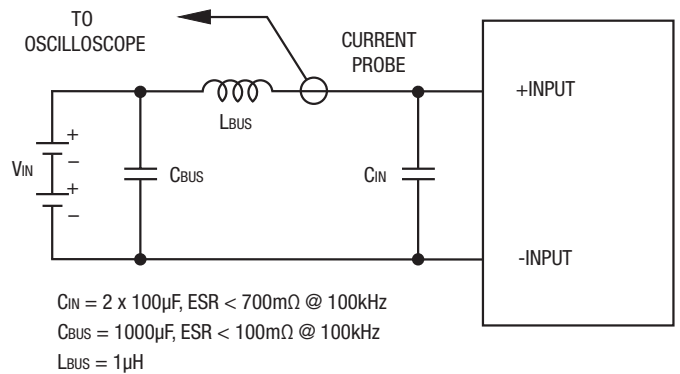 TO
OSCILLOSCOPE
CURRENT
PROBE
+INPUT
LBUS
+
VIN
−
+
−
CBUS
CIN
-INPUT
CIN = 2 x 100µF, ESR < 700mΩ @ 100kHz
CBUS = 1000µF, ESR < 100mΩ @ 100kHz
LBUS = 1µH